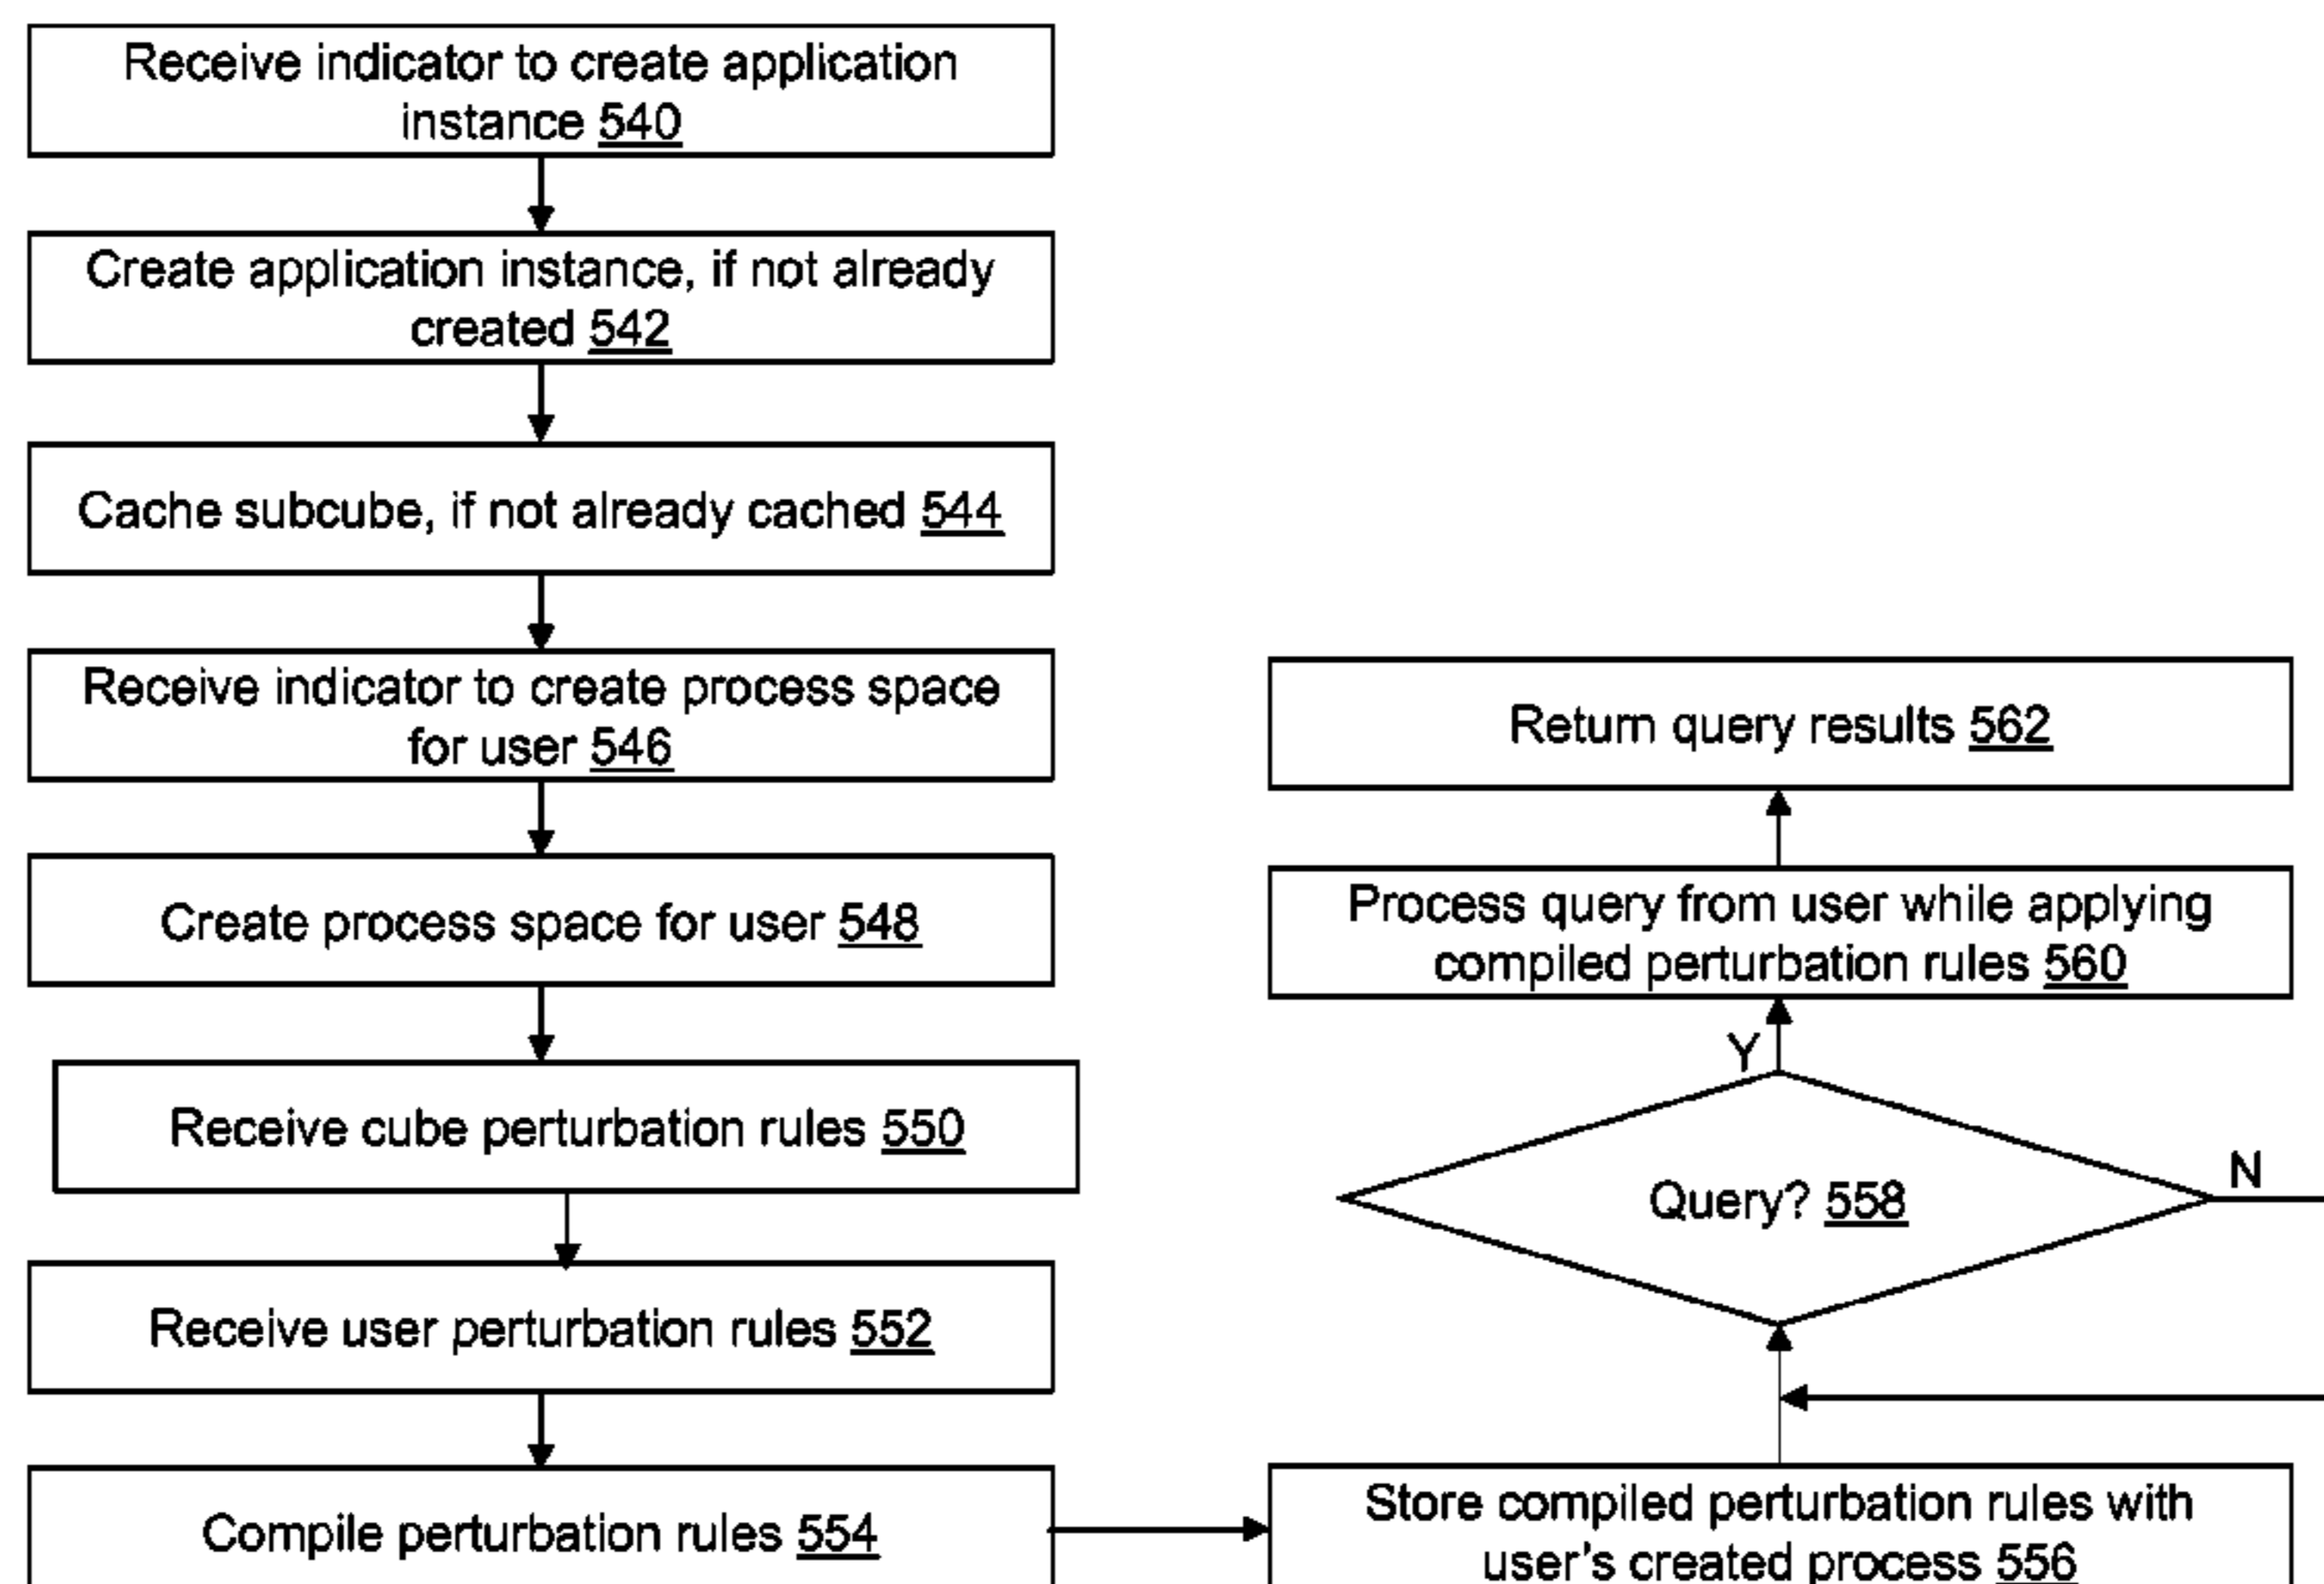 Receive indicator to create application
instance 540
Create application instance, if not already
created 542
Cache subcube, if not already cached 544
Receive indicator to create process space
for user 546
Create process space for user 548
Receive cube perturbation rules 550
Receive user perturbation rules 552
Compile perturbation rules 554
Store compiled perturbation rules with
user's created process 556
Query? 558
N
Y
Process query from user while applying
compiled perturbation rules 560
Return query results 562